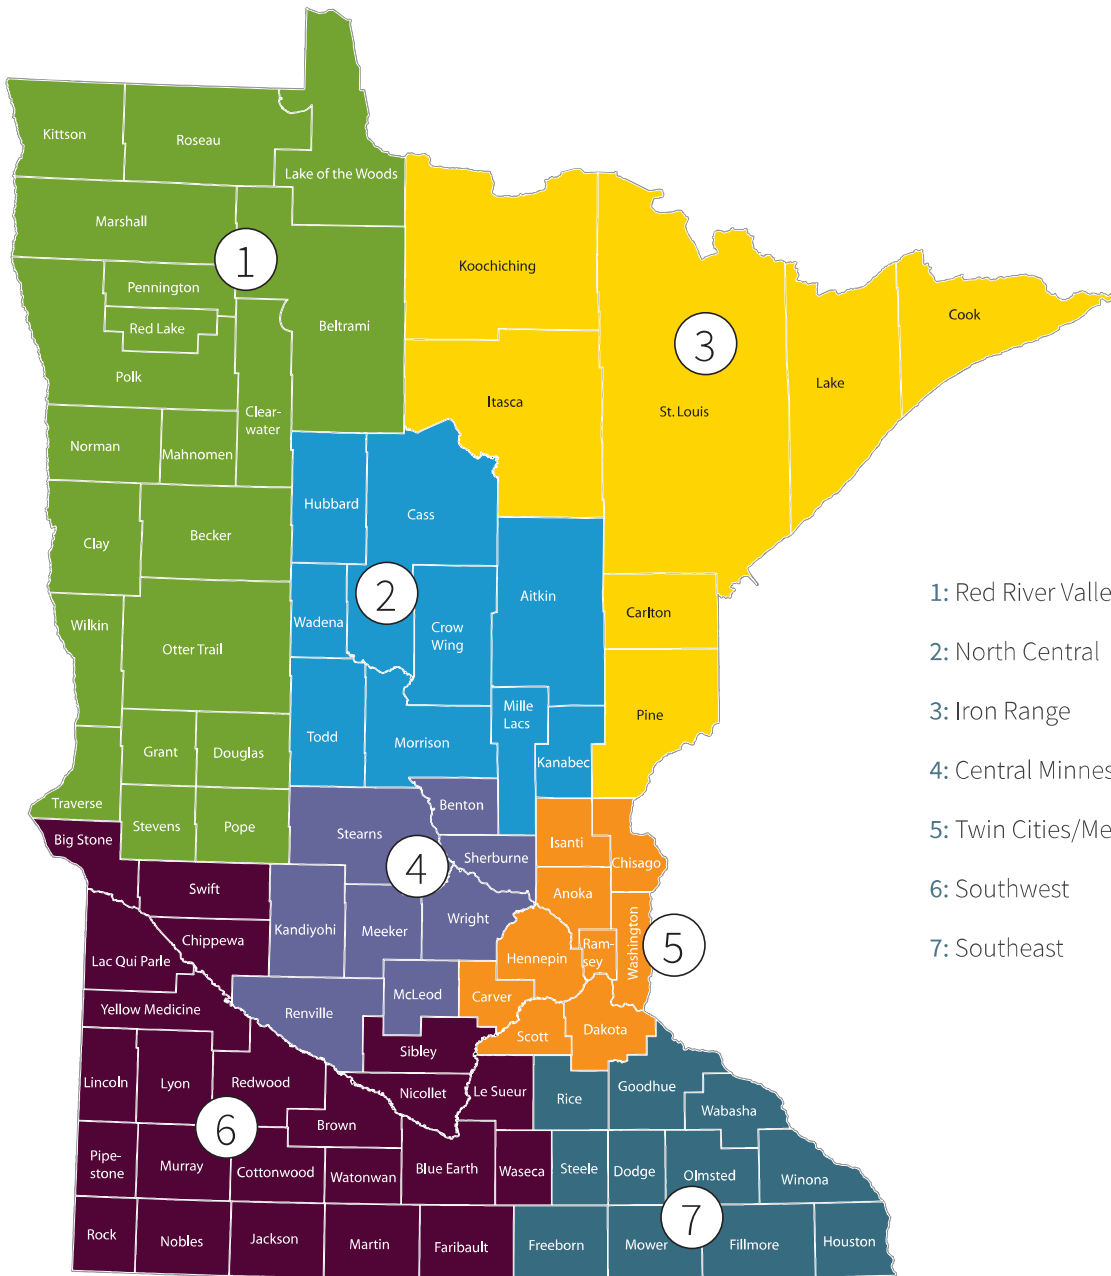 Kittson
Roseau
Lake of the Woods
Marshall
1
Koochiching
Pennington
Cook
Red Lake
Beltrami
3
Polk
Lake
Itasca
St. Louis
Clear-
water
Norman
Mahnomen
Hubbard
Cass
Becker
Clay
2
Aitkin
1: Red River Valle
Carlton
Wilkin
Wadena
Crow
Wing
Otter Trail
2: North Central
Mille
Lacs
Pine
3: Iron Range
Todd
Morrison
Grant
Douglas
Kanabec
4: Central Minnes
Traverse
Benton
Stevens
Pope
Stearns
5: Twin Cities/Me
Big Stone
Isanti
Sherburne
Chisago
4
Swift
Anoka
6: Southwest
Wright
Kandiyohi
Meeker
Chippewa
Washington
5
Ram-
sey
7: Southeast
Hennepin
Lac Qui Parle
McLeod
Carver
Yellow Medicine
Renville
Scott
Dakota
Sibley
Lincoln
Lyon
Redwood
Nicollet
Le Sueur
Rice
Goodhue
Wabasha
6
Brown
Pipe-
stone
Murray
Cottonwood
Watonwan
Blue Earth
Waseca
Steele
Dodge
Olmsted
Winona
7
Rock
Nobles
Jackson
Martin
Faribault
Freeborn
Mower
Fillmore
Houston